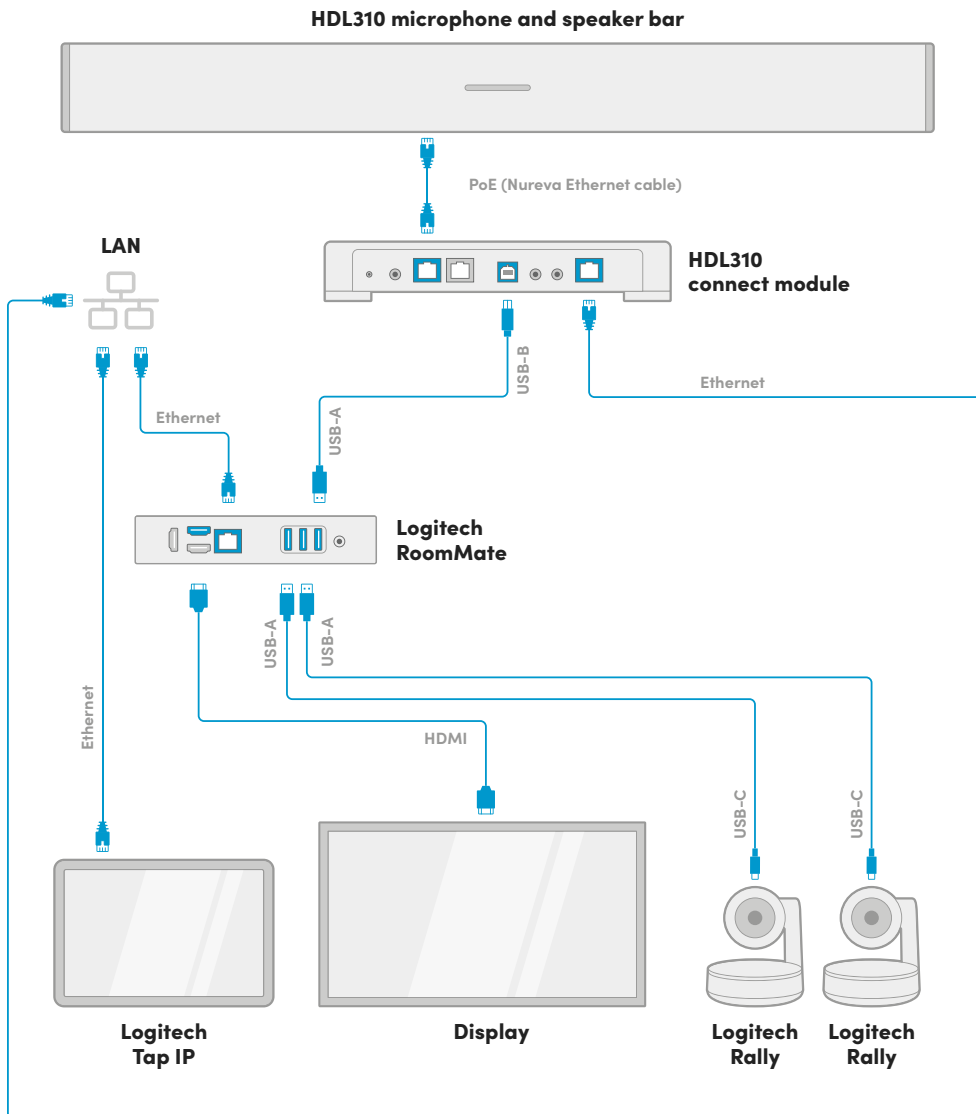 HDL310 microphone and speaker bar
PoE (Nureva Ethernet cable)
LAN
HDL310
connect module
USB-B
Ethernet
Ethernet
USB-A
Logitech
RoomMate
USB-A
USB-A
Ethernet
HDMI
USB-C
USB-C
Logitech
Tap IP
Display
Logitech
Rally
Logitech
Rally